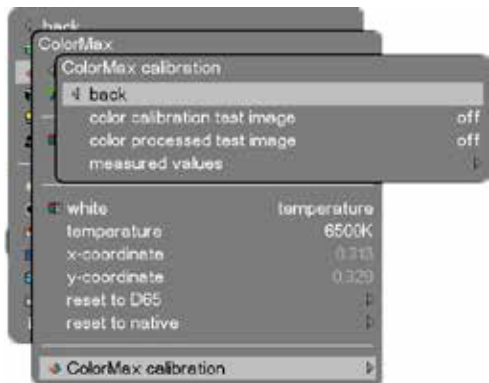 back
ColorMax
ColorMax calibration
back
color calibration test image off
color processed test image off
measured values
white temperature
temperature 6500K
x-coordinate 0.313
y-coordinate 0.329
reset to D65
reset to native
ColorMax calibration